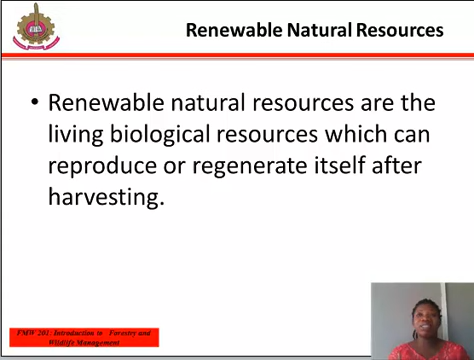 Renewable Natural Resources
• Renewable natural resources are the
living biological resources which can
reproduce or regenerate itself after
harvesting.
FMW 201: Introduction to Forestry and
Wildlife Management